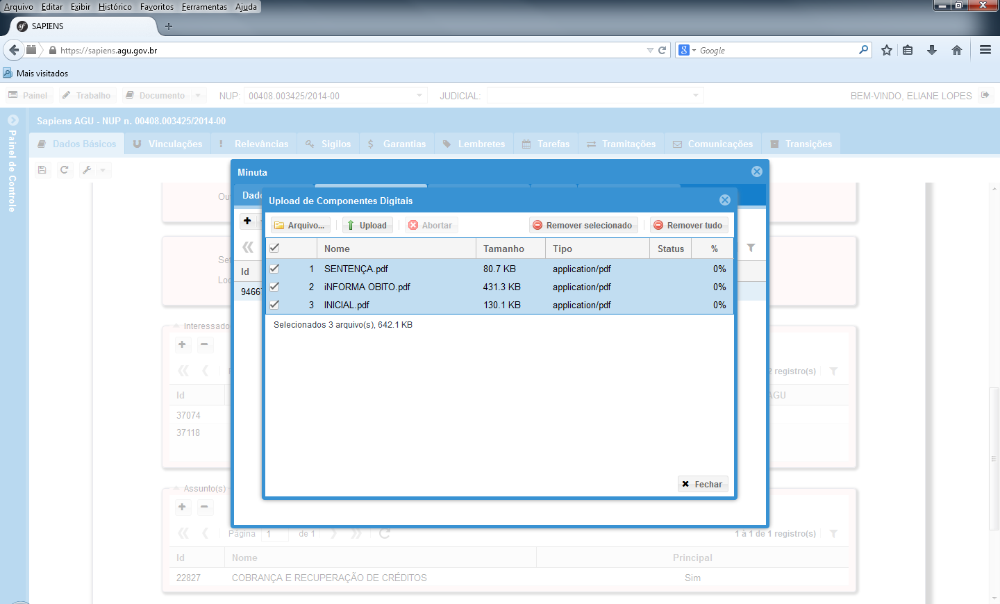 Arquivo Editar Exibir Histórico Favoritos Ferramentas Ajuda
SAPIENS
https://sapiens.agu.gov.br
Google
Mais visitados
Painel Trabalho Documento NUP: 00408.003425/2014-00 JUDICIAL: BEM-VINDO, ELIANE LOPES
Sapiens AGU - NUP n. 00408.003425/2014-00
Painel de Controle
Dados Básicos Vinculações Relevâncias Sigilos Garantias Lembretes Tarefas Tramitações Comunicações Transições
Minuta
Upload de Componentes Digitais
Arquivo... Upload Abortar Remover selecionado Remover tudo
Nome Tamanho Tipo Status %
1 SENTENÇA.pdf 80.7 KB application/pdf 0%
2 iNFORMA OBITO.pdf 431.3 KB application/pdf 0%
3 INICIAL.pdf 130.1 KB application/pdf 0%
Selecionados 3 arquivo(s), 642.1 KB
Fechar
Id
9466
Interessado
2 registro(s)
Id AGU
37074
37118
Assunto(s)
Página 1 de 1 1 à 1 de 1 registro(s)
Id Nome Principal
22827 COBRANÇA E RECUPERAÇÃO DE CRÉDITOS Sim